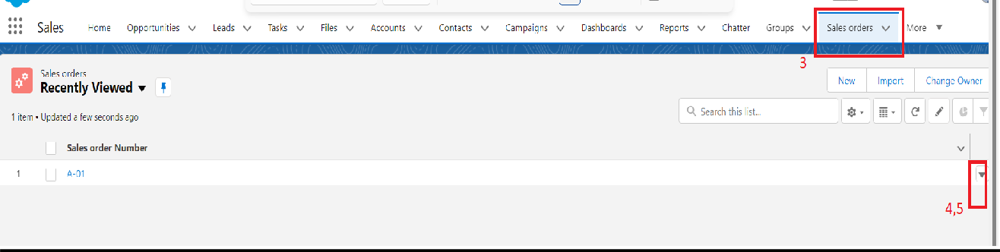 Sales Home Opportunities Leads Tasks Files Accounts Contacts Campaigns Dashboards Reports Chatter Groups Sales orders More
3
Sales orders
Recently Viewed
New Import Change Owner
1 item • Updated a few seconds ago
Search this list...
Sales order Number
1 A-01
4,5